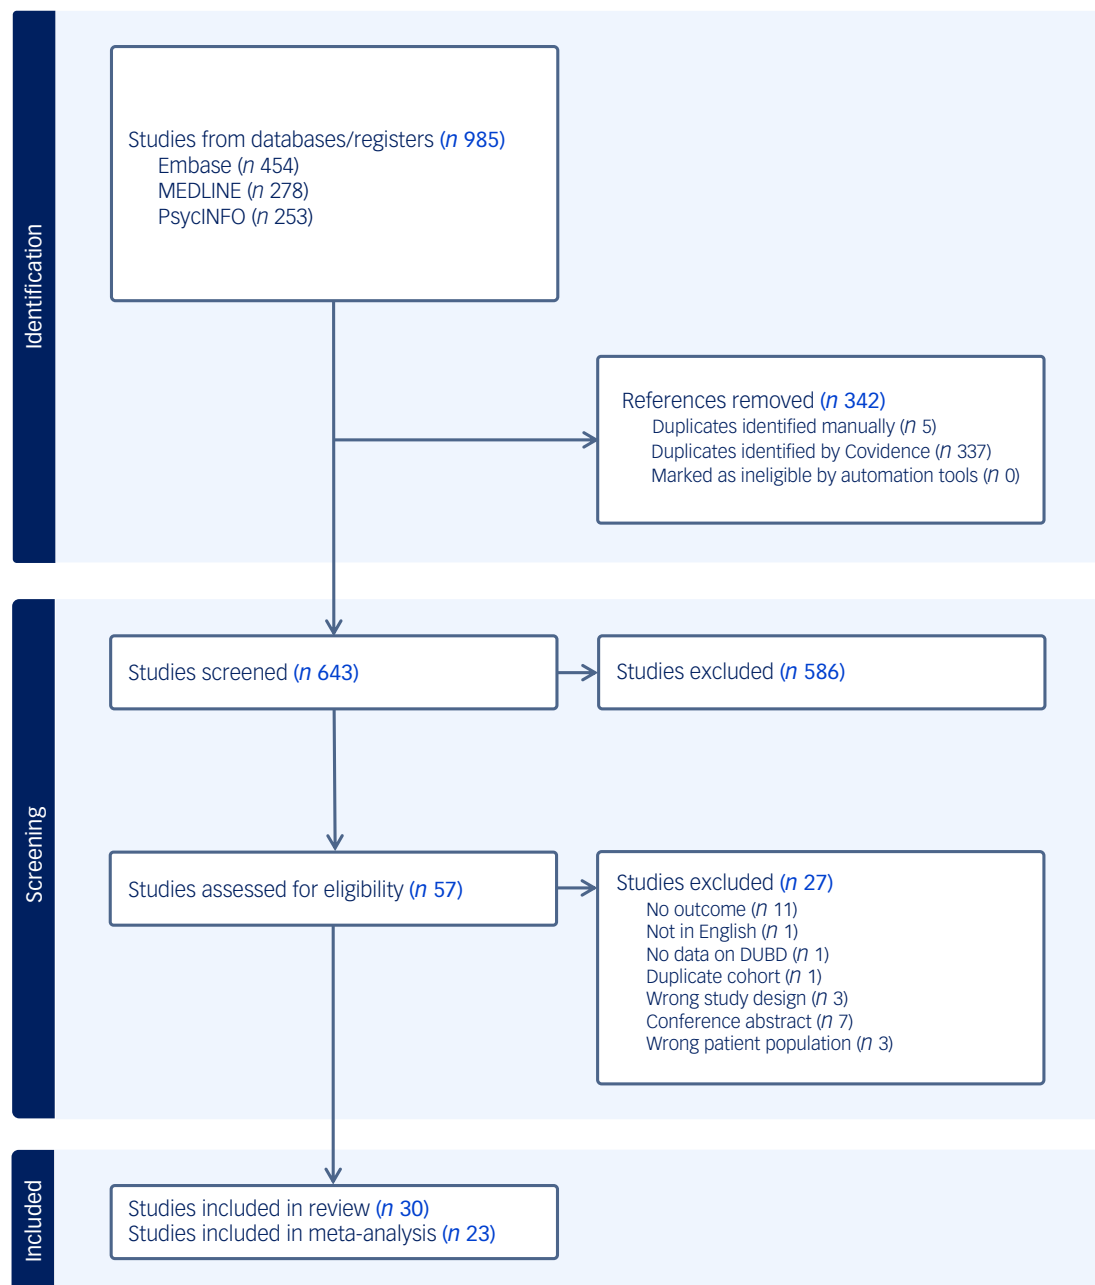 Identification
Studies from databases/registers (n 985)
Embase (n 454)
MEDLINE (n 278)
PsycINFO (n 253)
References removed (n 342)
Duplicates identified manually (n 5)
Duplicates identified by Covidence (n 337)
Marked as ineligible by automation tools (n 0)
Screening
Studies screened (n 643)
Studies excluded (n 586)
Studies assessed for eligibility (n 57)
Studies excluded (n 27)
No outcome (n 11)
Not in English (n 1)
No data on DUBD (n 1)
Duplicate cohort (n 1)
Wrong study design (n 3)
Conference abstract (n 7)
Wrong patient population (n 3)
Included
Studies included in review (n 30)
Studies included in meta-analysis (n 23)